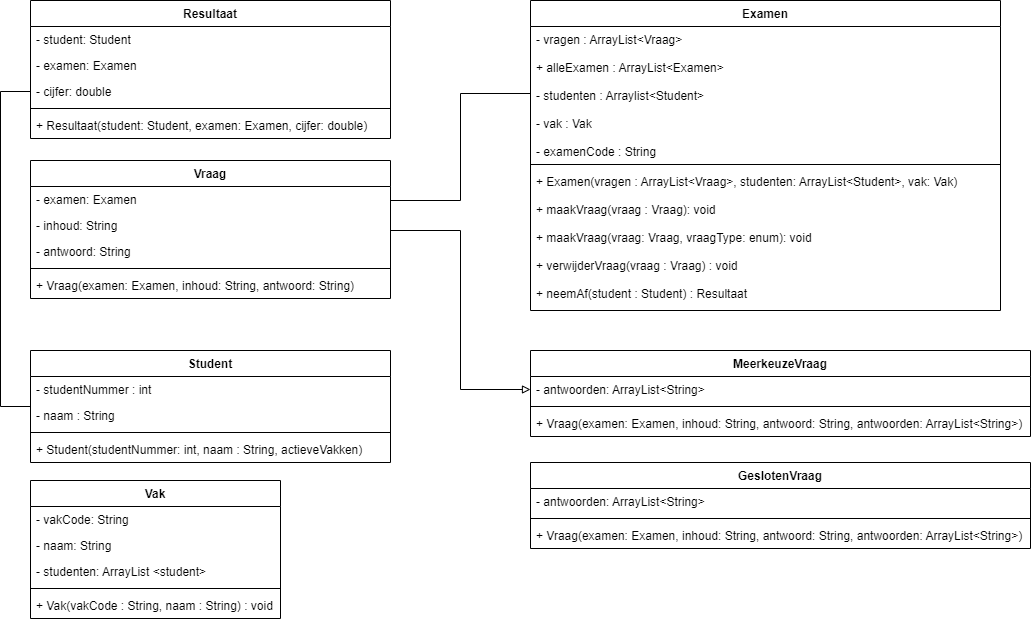 Resultaat
- student: Student
- examen: Examen
- cijfer: double
+ Resultaat(student: Student, examen: Examen, cijfer: double)
Vraag
- examen: Examen
- inhoud: String
- antwoord: String
+ Vraag(examen: Examen, inhoud: String, antwoord: String)
Student
- studentNummer : int
- naam : String
+ Student(studentNummer: int, naam : String, actieveVakken)
Vak
- vakCode: String
- naam: String
- studenten: ArrayList <student>
+ Vak(vakCode : String, naam : String) : void
Examen
- vragen : ArrayList<Vraag>
+ alleExamen : ArrayList<Examen>
- studenten : Arraylist<Student>
- vak : Vak
- examenCode : String
+ Examen(vragen : ArrayList<Vraag>, studenten: ArrayList<Student>, vak: Vak)
+ maakVraag(vraag : Vraag): void
+ maakVraag(vraag: Vraag, vraagType: enum): void
+ verwijderVraag(vraag : Vraag) : void
+ neemAf(student : Student) : Resultaat
MeerkeuzeVraag
- antwoorden: ArrayList<String>
+ Vraag(examen: Examen, inhoud: String, antwoord: String, antwoorden: ArrayList<String>)
GeslotenVraag
- antwoorden: ArrayList<String>
+ Vraag(examen: Examen, inhoud: String, antwoord: String, antwoorden: ArrayList<String>)